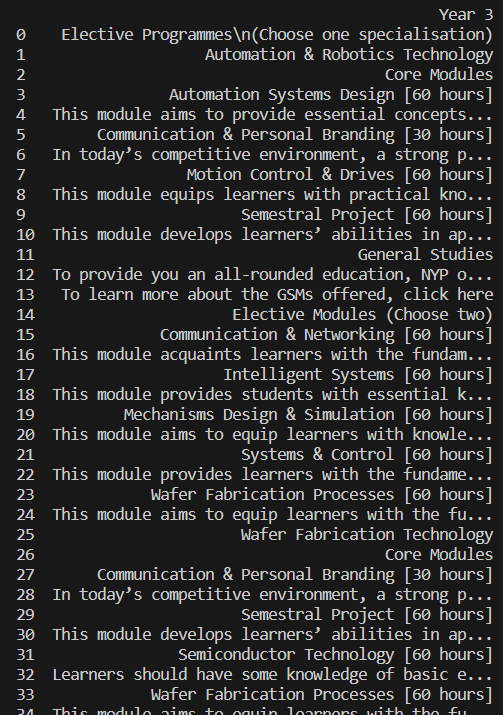 Year 3
0 Elective Programmes\n(Choose one specialisation)
1 Automation & Robotics Technology
2 Core Modules
3 Automation Systems Design [60 hours]
4 This module aims to provide essential concepts...
5 Communication & Personal Branding [30 hours]
6 In today’s competitive environment, a strong p...
7 Motion Control & Drives [60 hours]
8 This module equips learners with practical kno...
9 Semestral Project [60 hours]
10 This module develops learners’ abilities in ap...
11 General Studies
12 To provide you an all-rounded education, NYP o...
13 To learn more about the GSMs offered, click here
14 Elective Modules (Choose two)
15 Communication & Networking [60 hours]
16 This module acquaints learners with the fundam...
17 Intelligent Systems [60 hours]
18 This module provides students with essential k...
19 Mechanisms Design & Simulation [60 hours]
20 This module aims to equip learners with knowle...
21 Systems & Control [60 hours]
22 This module provides learners with the fundame...
23 Wafer Fabrication Processes [60 hours]
24 This module aims to equip learners with the fu...
25 Wafer Fabrication Technology
26 Core Modules
27 Communication & Personal Branding [30 hours]
28 In today’s competitive environment, a strong p...
29 Semestral Project [60 hours]
30 This module develops learners’ abilities in ap...
31 Semiconductor Technology [60 hours]
32 Learners should have some knowledge of basic e...
33 Wafer Fabrication Processes [60 hours]
34 This module aims to equip learners with the fu...